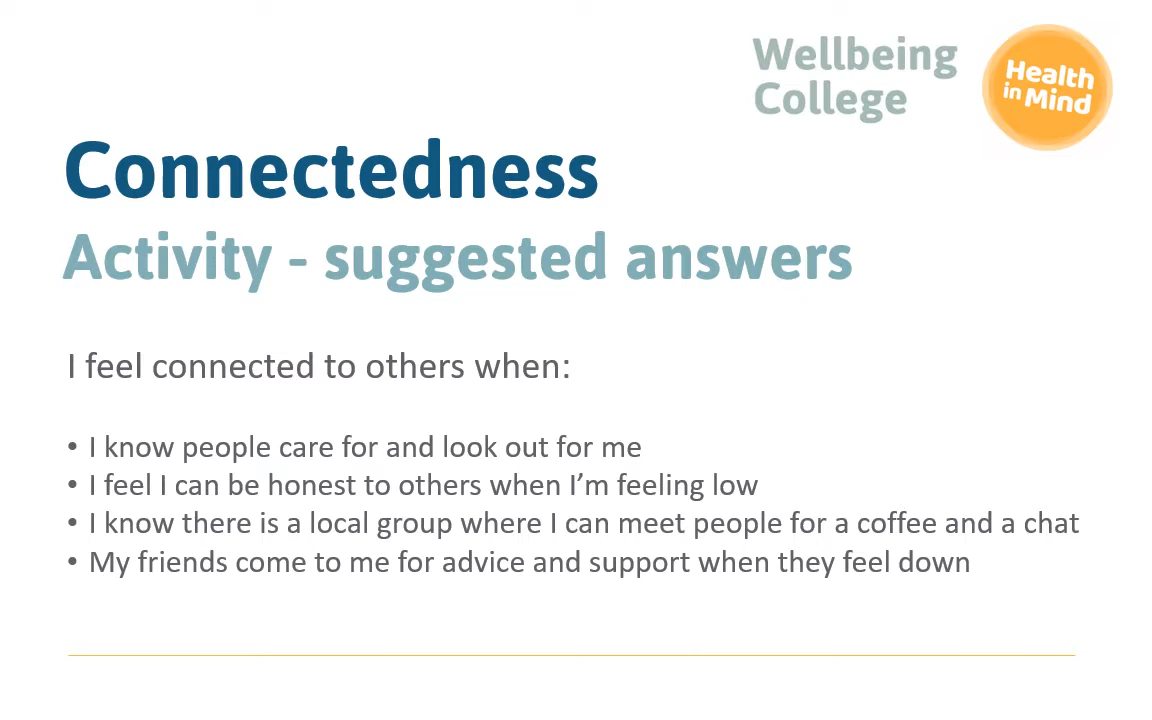 Wellbeing
College
Health
in Mind
Connectedness
Activity - suggested answers
I feel connected to others when:
• I know people care for and look out for me
• I feel I can be honest to others when I’m feeling low
• I know there is a local group where I can meet people for a coffee and a chat
• My friends come to me for advice and support when they feel down